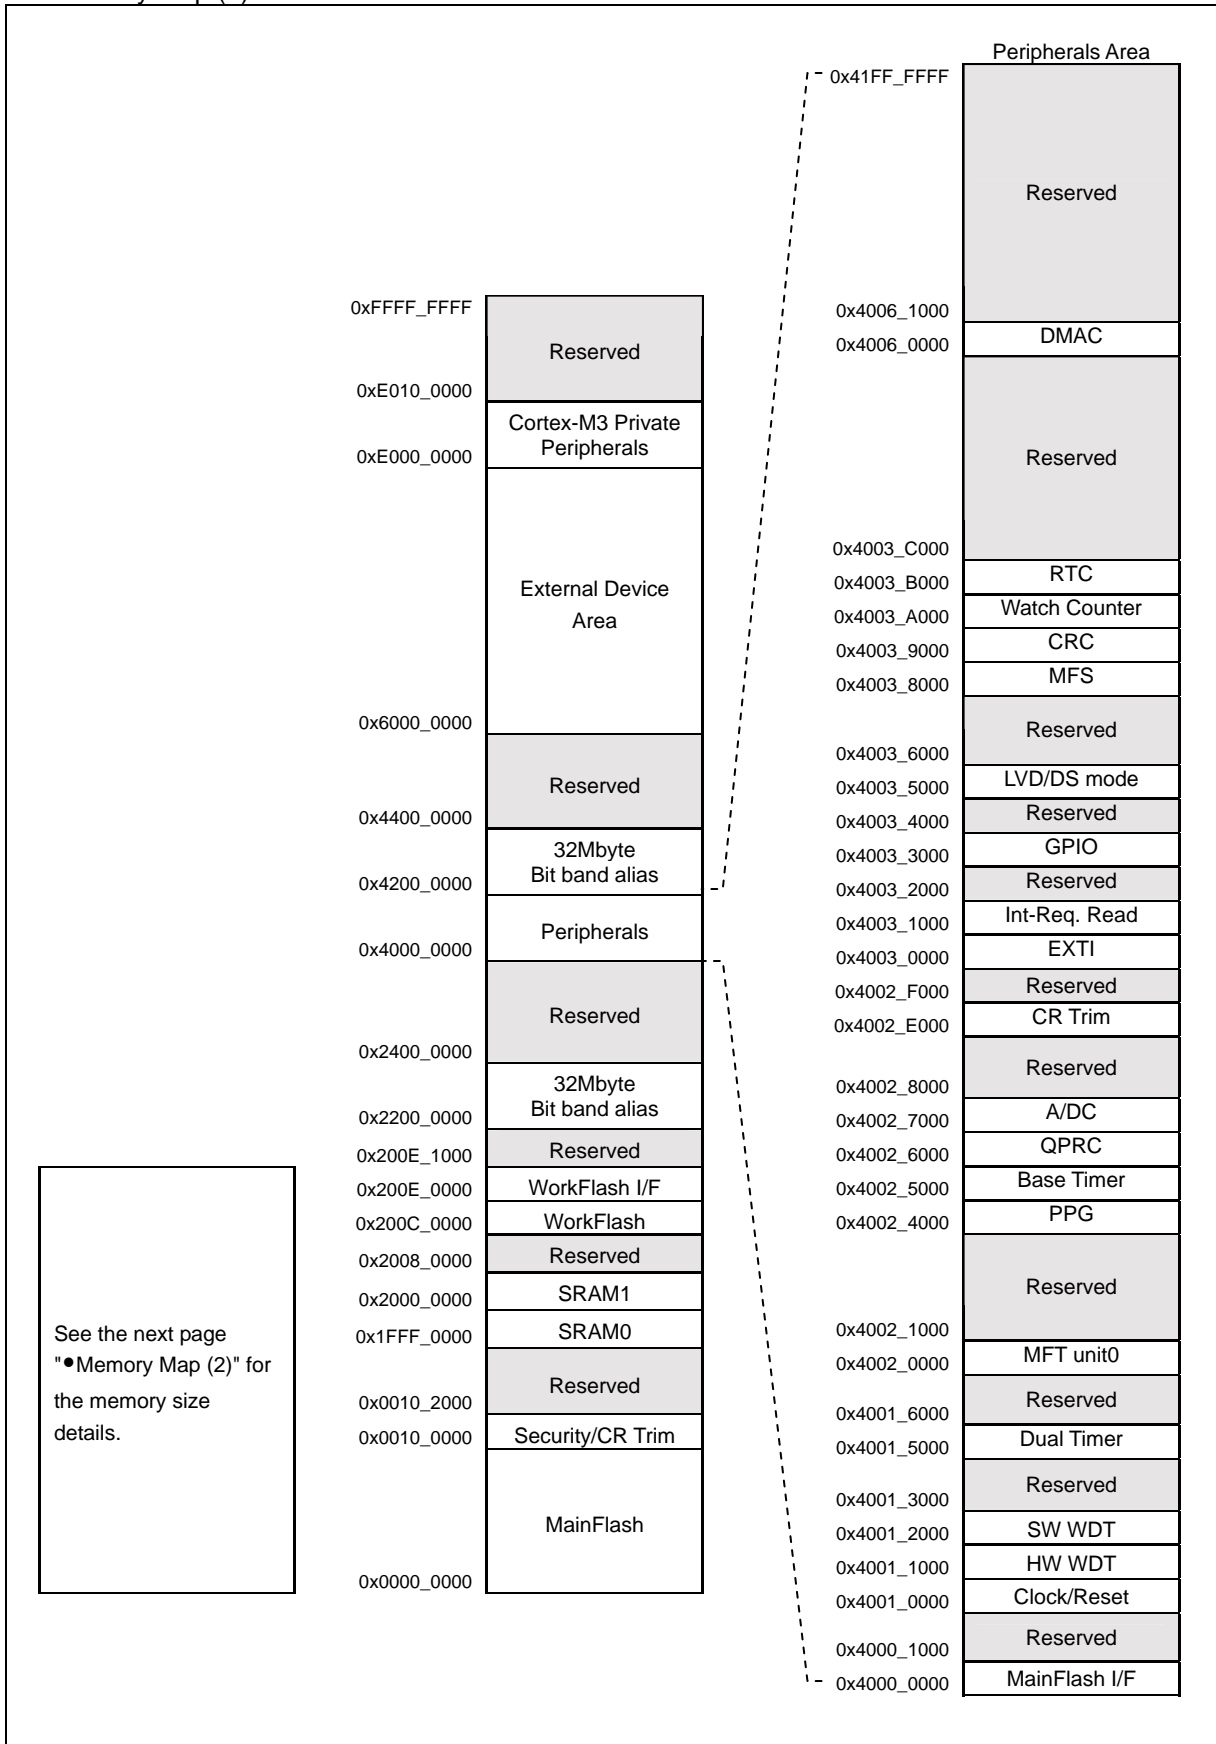 0xFFFF_FFFF
Reserved
0xE010_0000
Cortex-M3 Private
Peripherals
0xE000_0000
External Device
Area
0x6000_0000
Reserved
0x4400_0000
32Mbyte
Bit band alias
0x4200_0000
Peripherals
0x4000_0000
Reserved
0x2400_0000
32Mbyte
Bit band alias
0x2200_0000
Reserved
0x200E_1000
WorkFlash I/F
0x200E_0000
WorkFlash
0x200C_0000
Reserved
0x2008_0000
SRAM1
0x2000_0000
SRAM0
0x1FFF_0000
Reserved
0x0010_2000
Security/CR Trim
0x0010_0000
MainFlash
0x0000_0000
See the next page
"●Memory Map (2)" for
the memory size
details.
Peripherals Area
0x41FF_FFFF
Reserved
0x4006_1000
DMAC
0x4006_0000
Reserved
0x4003_C000
RTC
0x4003_B000
Watch Counter
0x4003_A000
CRC
0x4003_9000
MFS
0x4003_8000
Reserved
0x4003_6000
LVD/DS mode
0x4003_5000
Reserved
0x4003_4000
GPIO
0x4003_3000
Reserved
0x4003_2000
Int-Req. Read
0x4003_1000
EXTI
0x4003_0000
Reserved
0x4002_F000
CR Trim
0x4002_E000
Reserved
0x4002_8000
A/DC
0x4002_7000
QPRC
0x4002_6000
Base Timer
0x4002_5000
PPG
0x4002_4000
Reserved
0x4002_1000
MFT unit0
0x4002_0000
Reserved
0x4001_6000
Dual Timer
0x4001_5000
Reserved
0x4001_3000
SW WDT
0x4001_2000
HW WDT
0x4001_1000
Clock/Reset
0x4001_0000
Reserved
0x4000_1000
MainFlash I/F
0x4000_0000